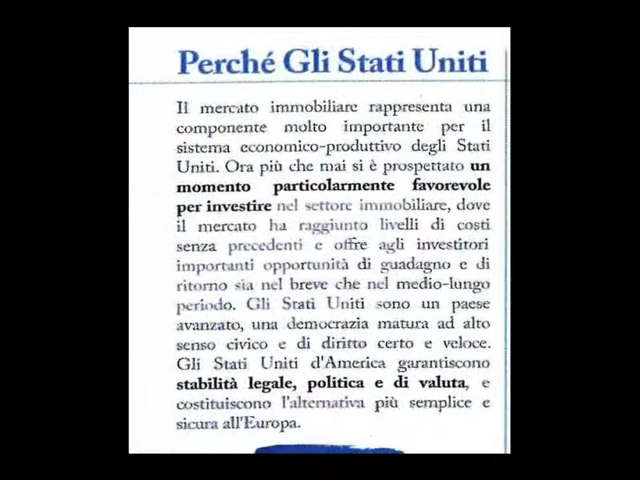 Perché Gli Stati Uniti
Il mercato immobiliare rappresenta una
componente molto importante per il
sistema economico-produttivo degli Stati
Uniti. Ora più che mai si è prospettato un
momento particolarmente favorevole
per investire nel settore immobiliare, dove
il mercato ha raggiunto livelli di costi
senza precedenti e offre agli investitori
importanti opportunità di guadagno e di
ritorno sia nel breve che nel medio-lungo
periodo. Gli Stati Uniti sono un paese
avanzato, una democrazia matura ad alto
senso civico e di diritto certo e veloce.
Gli Stati Uniti d'America garantiscono
stabilità legale, politica e di valuta, e
costituiscono l'alternativa più semplice e
sicura all'Europa.